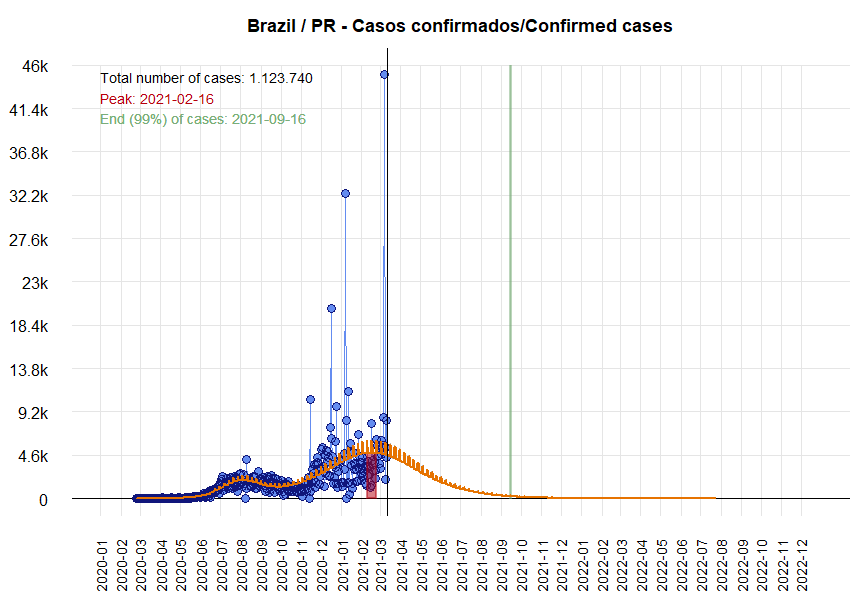 Brazil / PR - Casos confirmados/Confirmed cases
46k
Total number of cases: 1.123.740
Peak: 2021-02-16
41.4k
End (99%) of cases: 2021-09-16
36.8k
32.2k
27.6k
23k
18.4k
13.8k
9.2k
4.6k
0
2020-01
2020-02
2020-03
2020-04
2020-05
2020-06
2020-07
2020-08
2020-09
2020-10
2020-11
2020-12
2021-01
2021-02
2021-03
2021-04
2021-05
2021-06
2021-07
2021-08
2021-09
2021-10
2021-11
2021-12
2022-01
2022-02
2022-03
2022-04
2022-05
2022-06
2022-07
2022-08
2022-09
2022-10
2022-11
2022-12